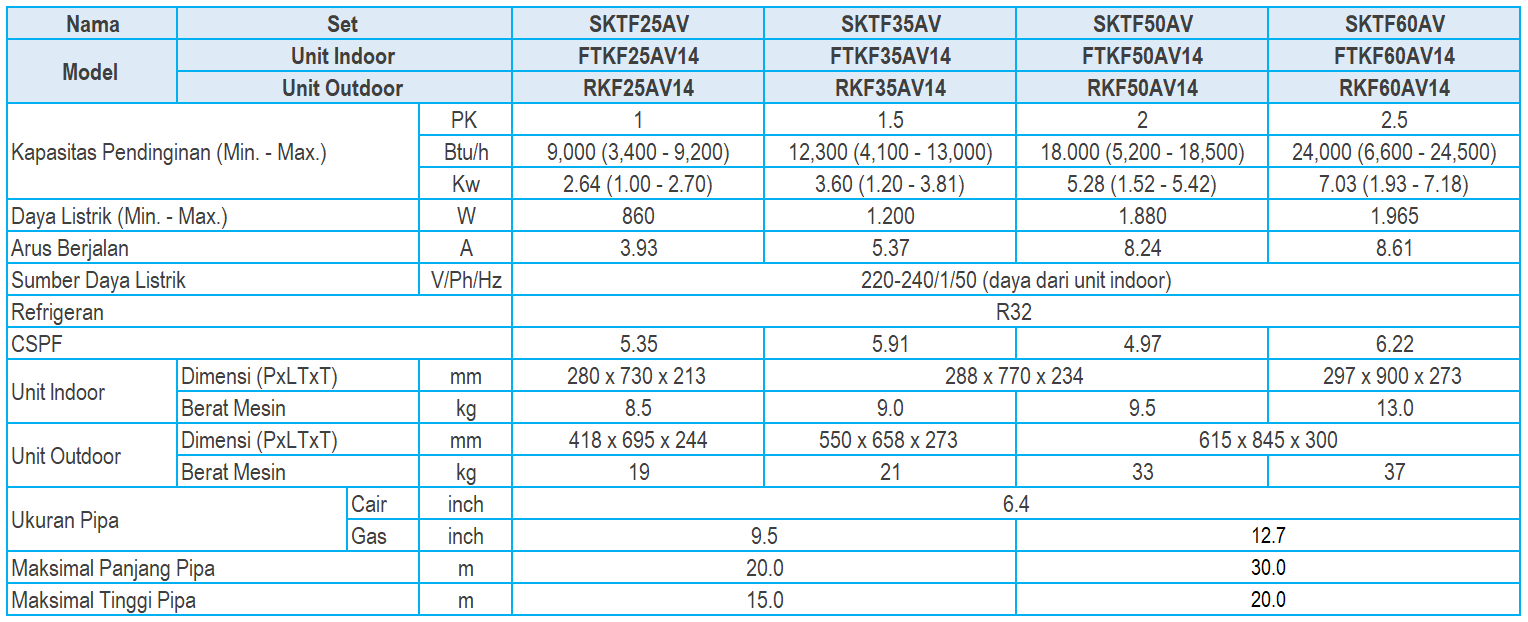 Nama Set SKTF25AV SKTF35AV SKTF50AV SKTF60AV
Model Unit Indoor FTKF25AV14 FTKF35AV14 FTKF50AV14 FTKF60AV14
Unit Outdoor RKF25AV14 RKF35AV14 RKF50AV14 RKF60AV14
Kapasitas Pendinginan (Min. - Max.) PK 1 1.5 2 2.5
Btu/h 9,000 (3,400 - 9,200) 12,300 (4,100 - 13,000) 18.000 (5,200 - 18,500) 24,000 (6,600 - 24,500)
Kw 2.64 (1.00 - 2.70) 3.60 (1.20 - 3.81) 5.28 (1.52 - 5.42) 7.03 (1.93 - 7.18)
Daya Listrik (Min. - Max.) W 860 1.200 1.880 1.965
Arus Berjalan A 3.93 5.37 8.24 8.61
Sumber Daya Listrik V/Ph/Hz 220-240/1/50 (daya dari unit indoor)
Refrigeran R32
CSPF 5.35 5.91 4.97 6.22
Unit Indoor Dimensi (PxLTxT) mm 280 x 730 x 213 288 x 770 x 234 297 x 900 x 273
Berat Mesin kg 8.5 9.0 9.5 13.0
Unit Outdoor Dimensi (PxLTxT) mm 418 x 695 x 244 550 x 658 x 273 615 x 845 x 300
Berat Mesin kg 19 21 33 37
Ukuran Pipa Cair inch 6.4
Gas inch 9.5 12.7
Maksimal Panjang Pipa m 20.0 30.0
Maksimal Tinggi Pipa m 15.0 20.0